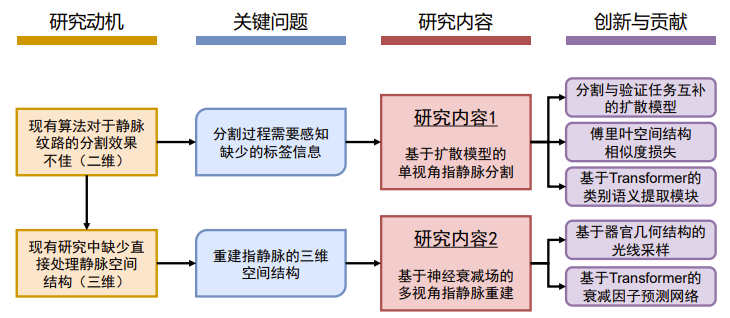 研究动机
关键问题
研究内容
创新与贡献
现有算法对于静脉
纹路的分割效果
不佳（二维）
分割过程需要感知
缺少的标签信息
研究内容1
基于扩散模型的
单视角指静脉分割
分割与验证任务互补
的扩散模型
傅里叶空间结构
相似度损失
基于Transformer的
类别语义提取模块
现有研究中缺少直
接处理静脉空间
结构（三维）
重建指静脉的三维
空间结构
研究内容2
基于神经衰减场的
多视角指静脉重建
基于器官几何结构的
光线采样
基于Transformer的
衰减因子预测网络